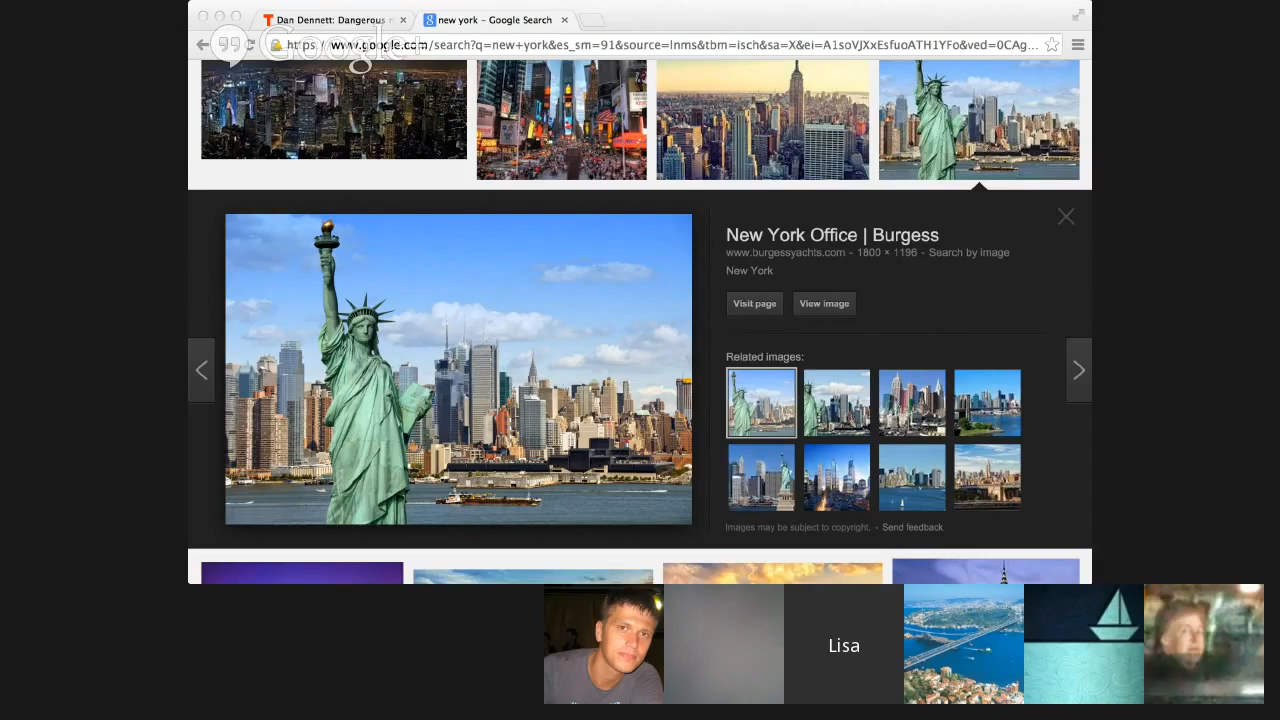 Dan Dennett: Dangerous m
new york - Google Search
Google+
https://www.google.com/search?q=new+york&es_sm=91&source=lnms&tbm=isch&sa=X&ei=A1soVJXxEsfuoATH1YFo&ved=0CAg...
New York Office | Burgess
www.burgessyachts.com - 1800 × 1196 - Search by image
New York
Visit page
View image
Related images:
Images may be subject to copyright. - Send feedback
Lisa